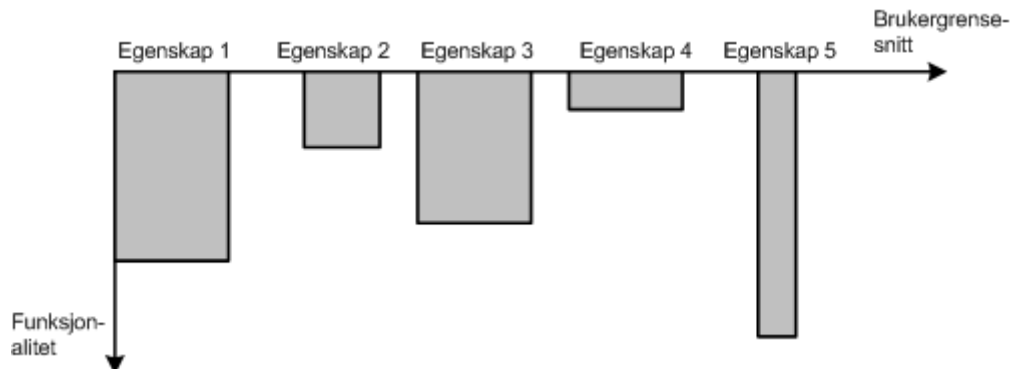 Brukergrense-
snitt
Egenskap 1
Egenskap 2
Egenskap 3
Egenskap 4
Egenskap 5
Funksjon-
alitet